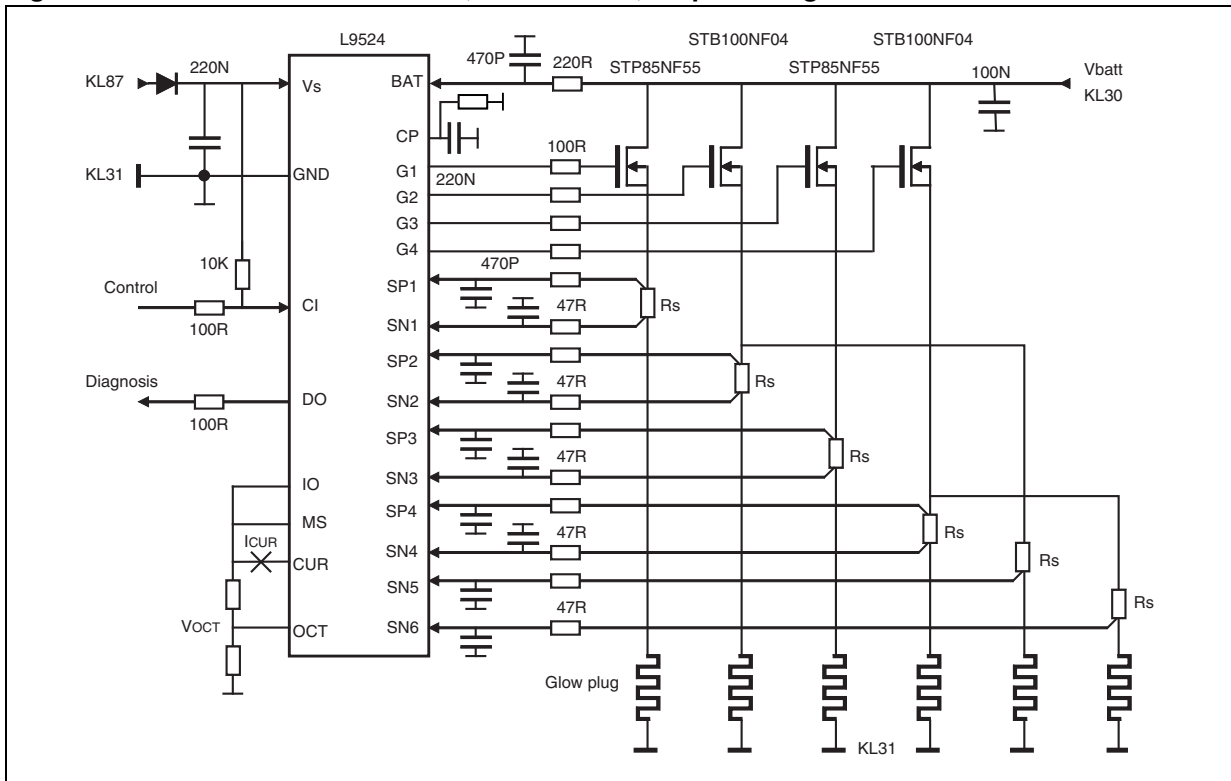 L9524
STB100NF04
STB100NF04
470P
220R
STP85NF55
STP85NF55
KL87
220N
Vs
BAT
100N
Vbatt
KL30
CP
100R
KL31
GND
G1
220N
G2
G3
G4
10K
470P
Control
SP1
CI
Rs
100R
SN1
47R
SP2
Diagnosis
Rs
DO
SN2
47R
100R
SP3
Rs
SN3
47R
IO
SP4
MS
Rs
ICUR
SN4
47R
CUR
Rs
SN5
47R
Rs
VOCT
OCT
SN6
Glow plug
KL31